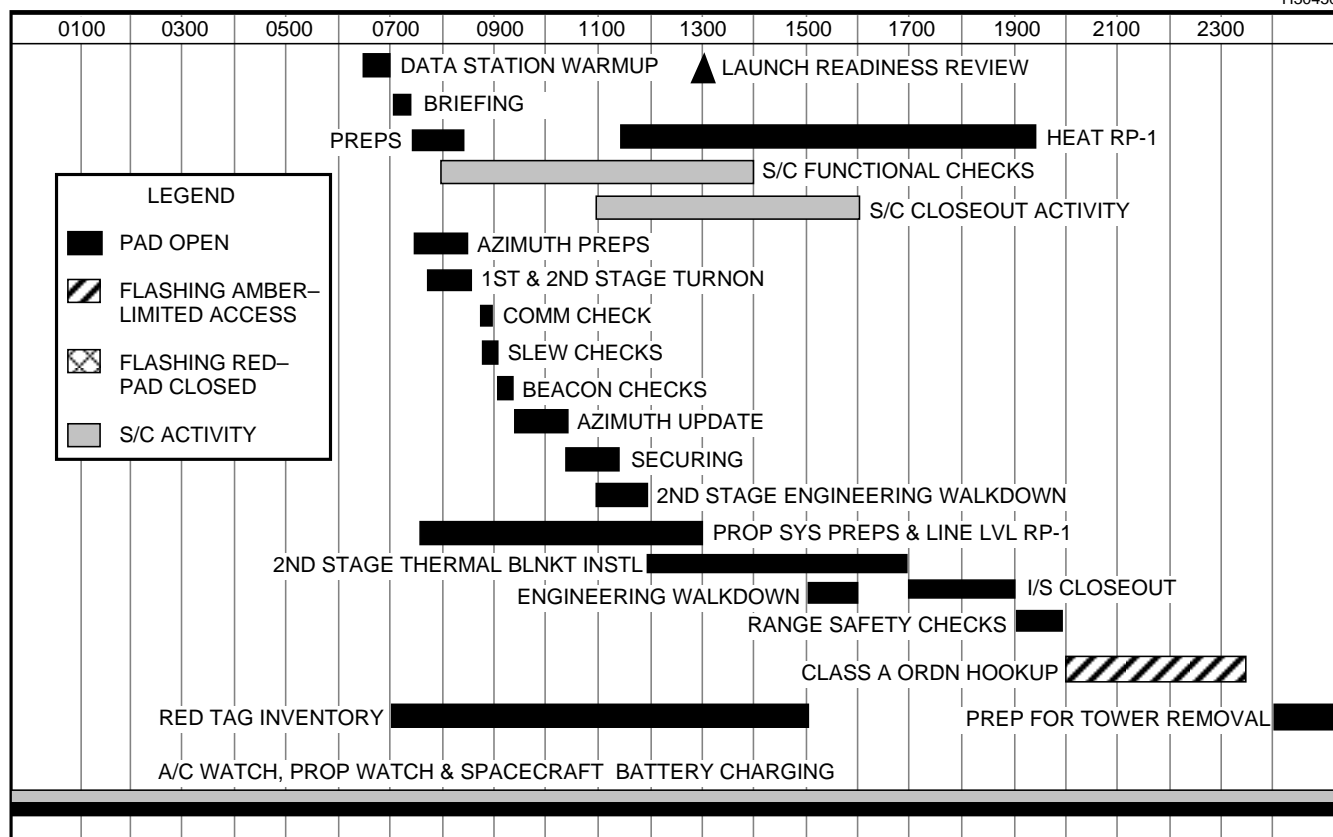 0100 0300 0500 0700 0900 1100 1300 1500 1700 1900 2100 2300
DATA STATION WARMUP
LAUNCH READINESS REVIEW
BRIEFING
PREPS
HEAT RP-1
S/C FUNCTIONAL CHECKS
S/C CLOSEOUT ACTIVITY
LEGEND
PAD OPEN
FLASHING AMBER–
LIMITED ACCESS
FLASHING RED–
PAD CLOSED
S/C ACTIVITY
AZIMUTH PREPS
1ST & 2ND STAGE TURNON
COMM CHECK
SLEW CHECKS
BEACON CHECKS
AZIMUTH UPDATE
SECURING
2ND STAGE ENGINEERING WALKDOWN
PROP SYS PREPS & LINE LVL RP-1
2ND STAGE THERMAL BLNKT INSTL
ENGINEERING WALKDOWN
I/S CLOSEOUT
RANGE SAFETY CHECKS
CLASS A ORDN HOOKUP
RED TAG INVENTORY
PREP FOR TOWER REMOVAL
A/C WATCH, PROP WATCH & SPACECRAFT BATTERY CHARGING